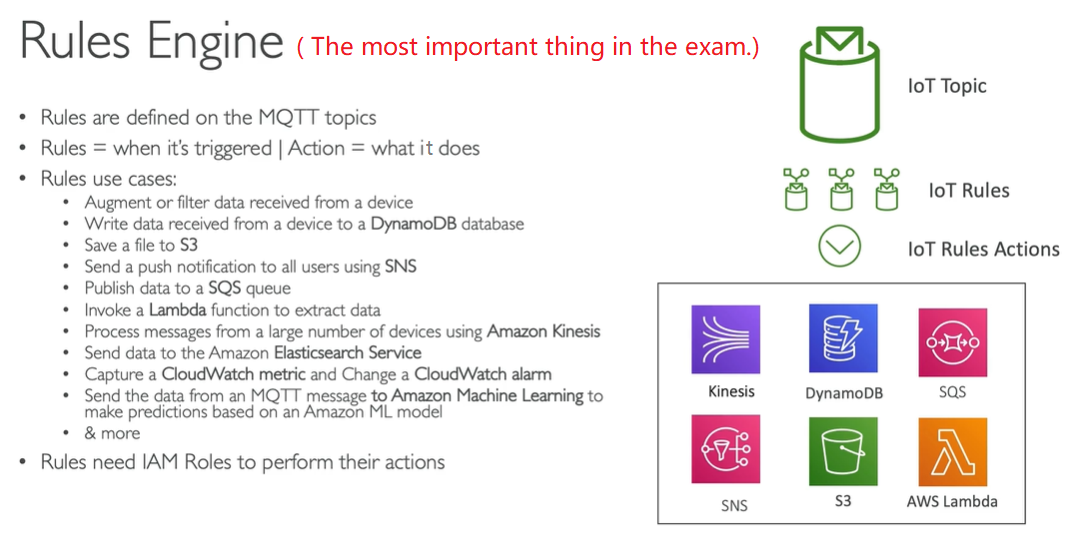 Rules Engine ( The most important thing in the exam.)
• Rules are defined on the MQTT topics
• Rules = when it's triggered | Action = what it does
• Rules use cases:
• Augment or filter data received from a device
• Write data received from a device to a DynamoDB database
• Save a file to S3
• Send a push notification to all users using SNS
• Publish data to a SQS queue
• Invoke a Lambda function to extract data
• Process messages from a large number of devices using Amazon Kinesis
• Send data to the Amazon Elasticsearch Service
• Capture a CloudWatch metric and Change a CloudWatch alarm
• Send the data from an MQTT message to Amazon Machine Learning to
make predictions based on an Amazon ML model
• & more
• Rules need IAM Roles to perform their actions
IoT Topic
IoT Rules
IoT Rules Actions
Kinesis
DynamoDB
SQS
SNS
S3
AWS Lambda